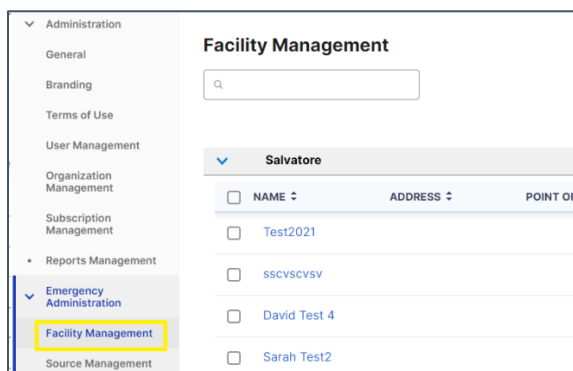 Administration
General
Branding
Terms of Use
User Management
Organization
Management
Subscription
Management
Reports Management
Emergency
Administration
Facility Management
Source Management
Facility Management
Salvatore
NAME ADDRESS POINT OF
Test2021
sscvscvsv
David Test 4
Sarah Test2